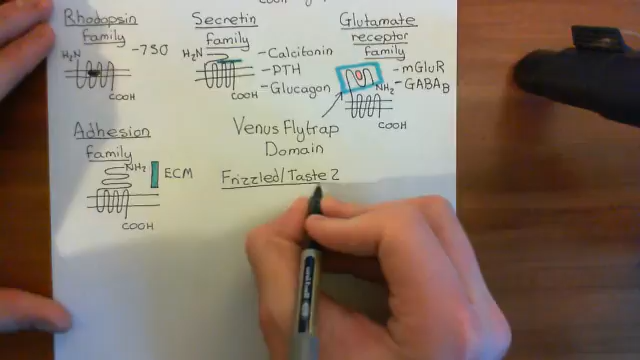 Rhodopsin
family
H₂N
-750
COOH
Secretin
family
H₂N
-Calcitonin
-PTH
-Glucagon
COOH
Glutamate
receptor
family
-mGluR
-GABA_B
NH₂
COOH
Venus Flytrap
Domain
Adhesion
family
NH₂
ECM
COOH
Frizzled/Taste 2